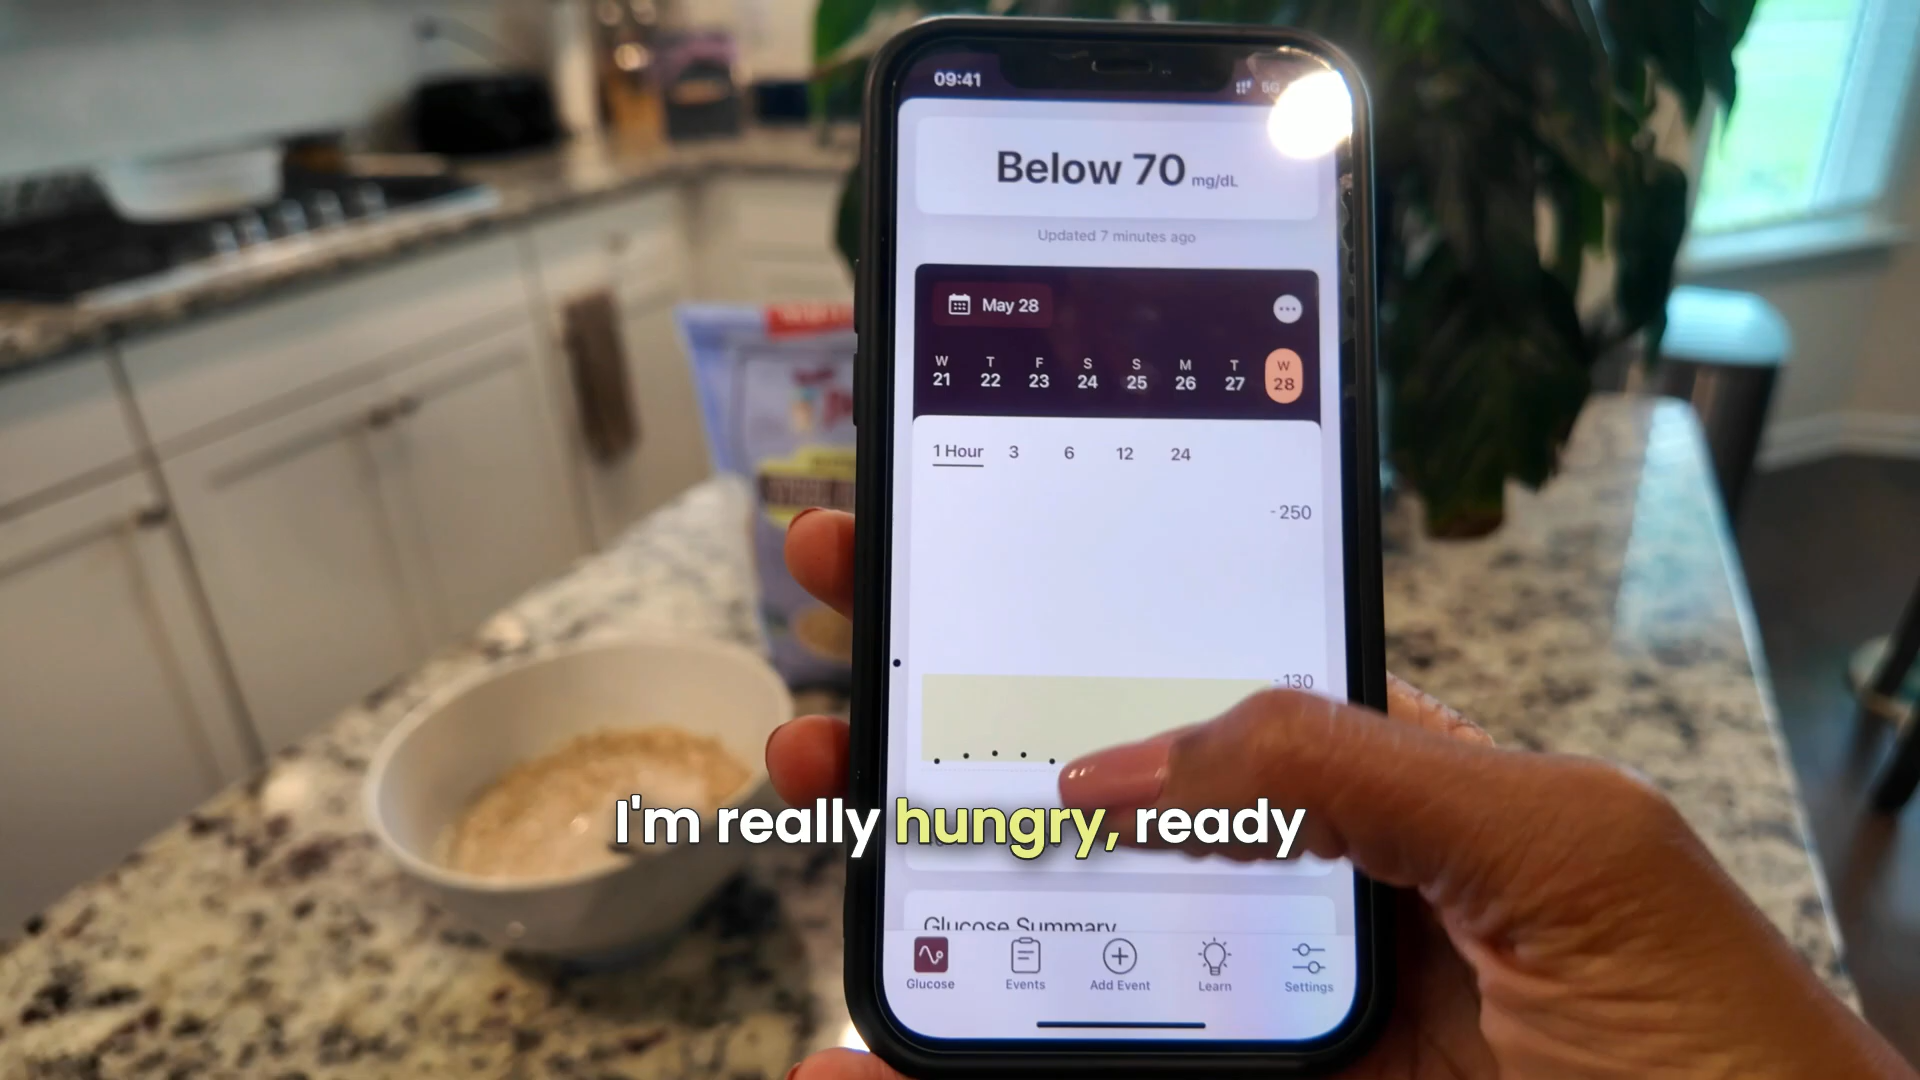 09:41
5G
Below 70 mg/dL
Updated 7 minutes ago
May 28
W T F S S M T W
21 22 23 24 25 26 27 28
1 Hour 3 6 12 24
-250
-130
I'm really hungry, ready
Glucose Summary
Glucose Events Add Event Learn Settings